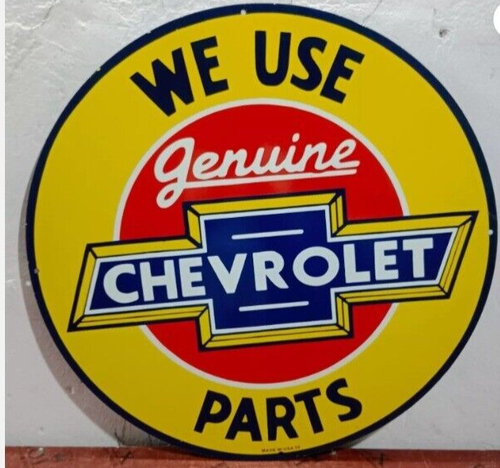 WE USE
Genuine
CHEVROLET
PARTS